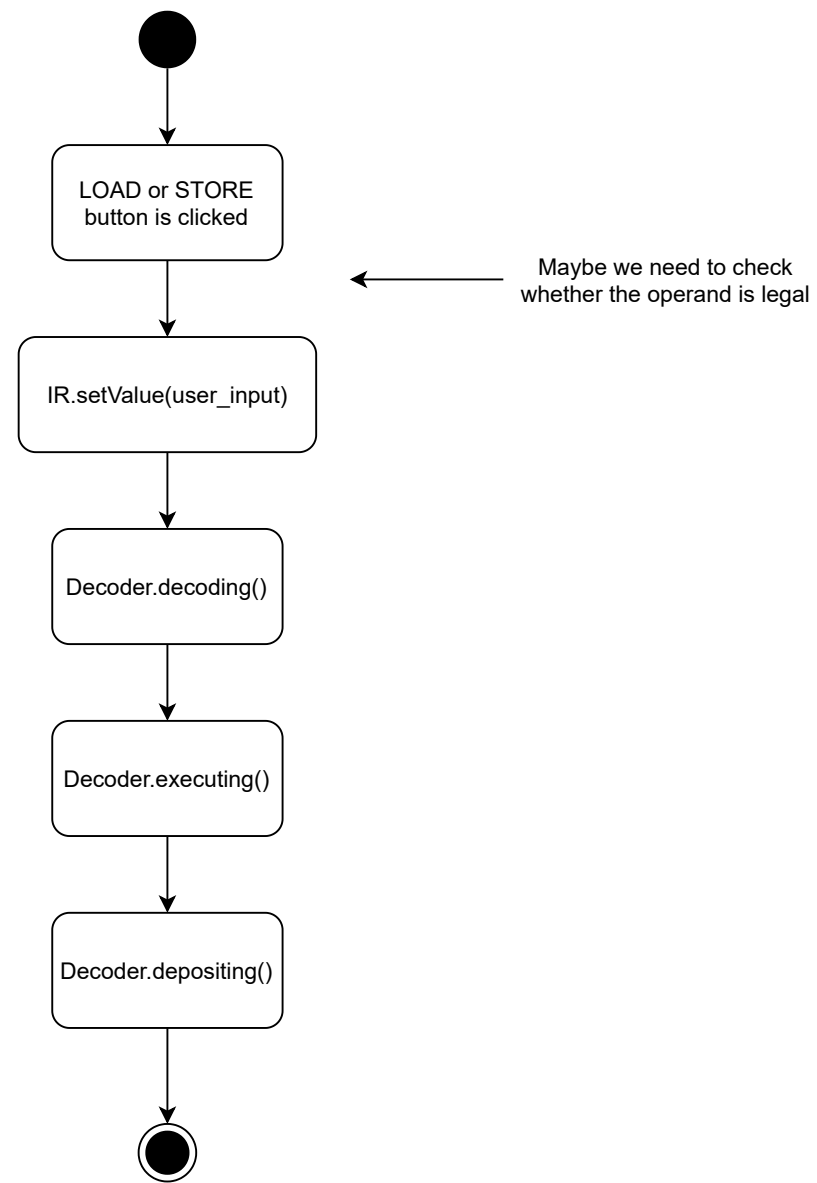 LOAD or STORE
button is clicked
Maybe we need to check
whether the operand is legal
IR.setValue(user_input)
Decoder.decoding()
Decoder.executing()
Decoder.depositing()